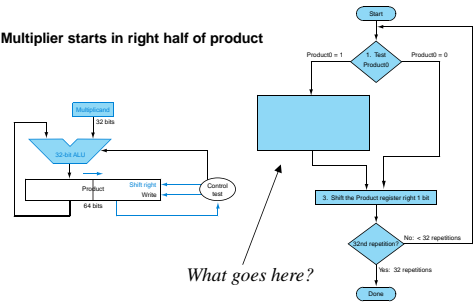 Multiplier starts in right half of product
Multiplicand
32 bits
32-bit ALU
Product
Shift right
Write
Control
test
64 bits
Start
Product0 = 1
1. Test
Product0
Product0 = 0
3. Shift the Product register right 1 bit
32nd repetition?
No: < 32 repetitions
Yes: 32 repetitions
Done
What goes here?